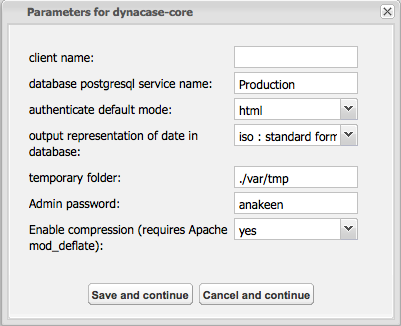 Parameters for dynacase-core
client name:
database postgresql service name: Production
authenticate default mode: html
output representation of date in iso : standard form
database:
temporary folder: ./var/tmp
Admin password: anakeen
Enable compression (requires Apache yes
mod_deflate):
Save and continue Cancel and continue